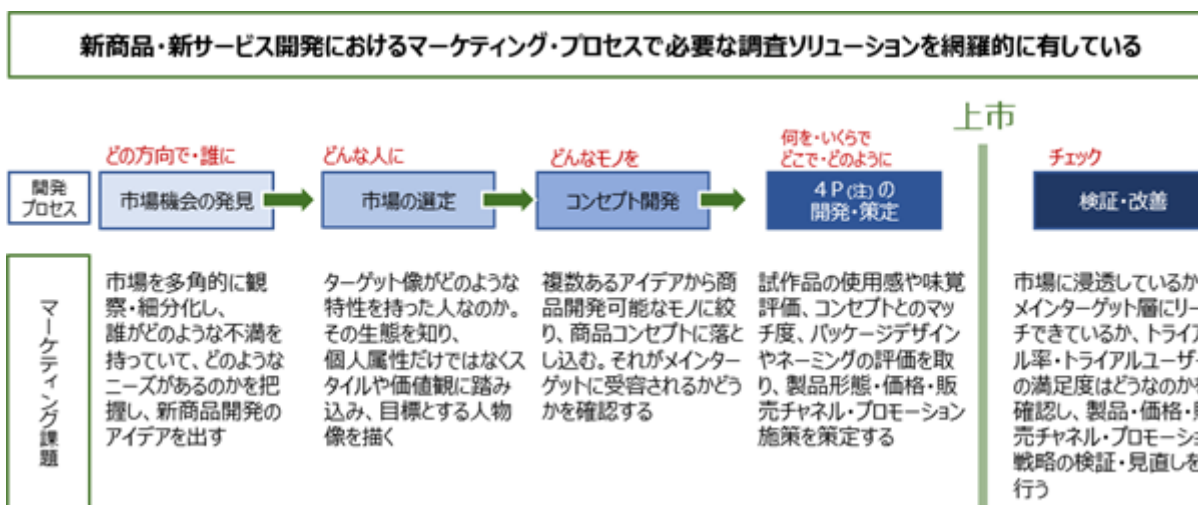 新商品・新サービス開発におけるマーケティング・プロセスで必要な調査ソリューションを網羅的に有している
上市
どの方向で・誰に
どんな人に
どんなモノを
何を・いくらで
どこで・どのように
チェック
開発
プロセス
市場機会の発見
市場の選定
コンセプト開発
4P(注)の
開発・策定
検証・改善
マーケティング課題
市場を多角的に観
察・細分化し、
誰がどのような不満を
持っていて、どのような
ニーズがあるのかを把
握し、新商品開発の
アイデアを出す
ターゲット像がどのような
特性を持った人なのか。
その生態を知り、
個人属性だけではなくス
タイルや価値観に踏み
込み、目標とする人物
像を描く
複数あるアイデアから商
品開発可能なモノに絞
り、商品コンセプトに落と
し込む。それがメインター
ゲットに受容されるかどう
かを確認する
試作品の使用感や味覚
評価、コンセプトとのマッ
チ度、パッケージデザイン
やネーミングの評価を取
り、製品形態・価格・販
売チャネル・プロモーション
施策を策定する
市場に浸透しているか
メインターゲット層にリー
チできているか、トライア
ル率・トライアルユーザ
の満足度はどうなのか
確認し、製品・価格・
売チャネル・プロモーショ
戦略の検証・見直しを
行う